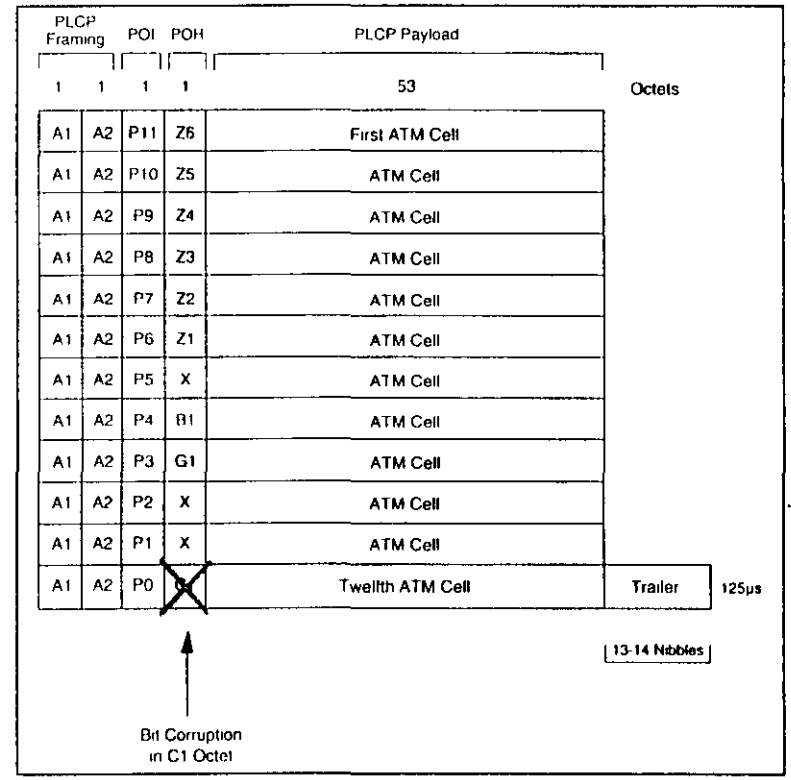 PLCP Framing POI POH PLCP Payload
1 1 1 1 53 Octets
A1 A2 P11 Z6 First ATM Cell
A1 A2 P10 Z5 ATM Cell
A1 A2 P9 Z4 ATM Cell
A1 A2 P8 Z3 ATM Cell
A1 A2 P7 Z2 ATM Cell
A1 A2 P6 Z1 ATM Cell
A1 A2 P5 X ATM Cell
A1 A2 P4 B1 ATM Cell
A1 A2 P3 G1 ATM Cell
A1 A2 P2 X ATM Cell
A1 A2 P1 X ATM Cell
A1 A2 P0 Twelfth ATM Cell Trailer 125µs
13-14 Nibbles
Bit Corruption
in C1 Octet